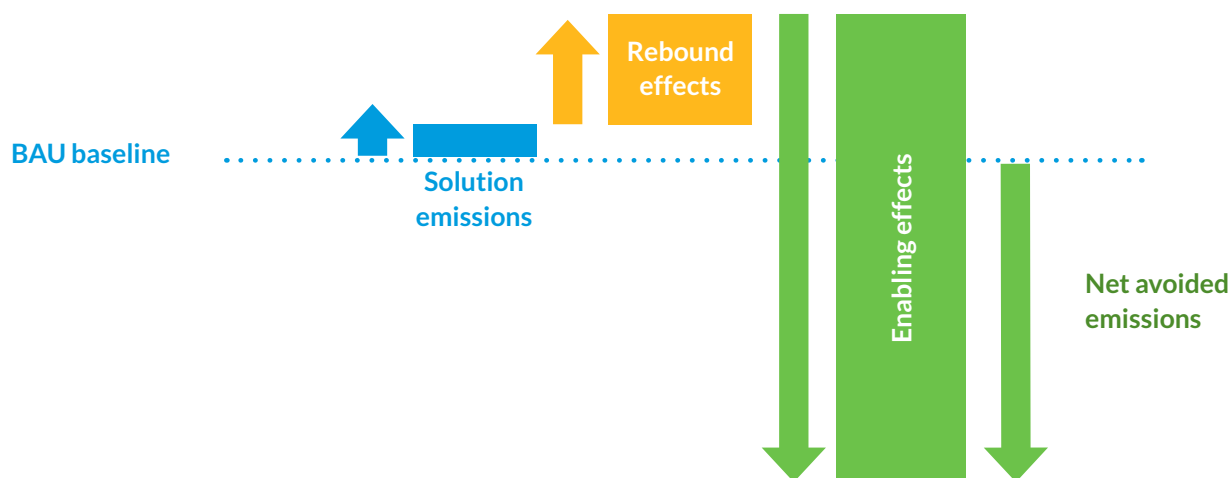 Rebound
effects
BAU baseline
Solution
emissions
Enabling effects
Net avoided
emissions